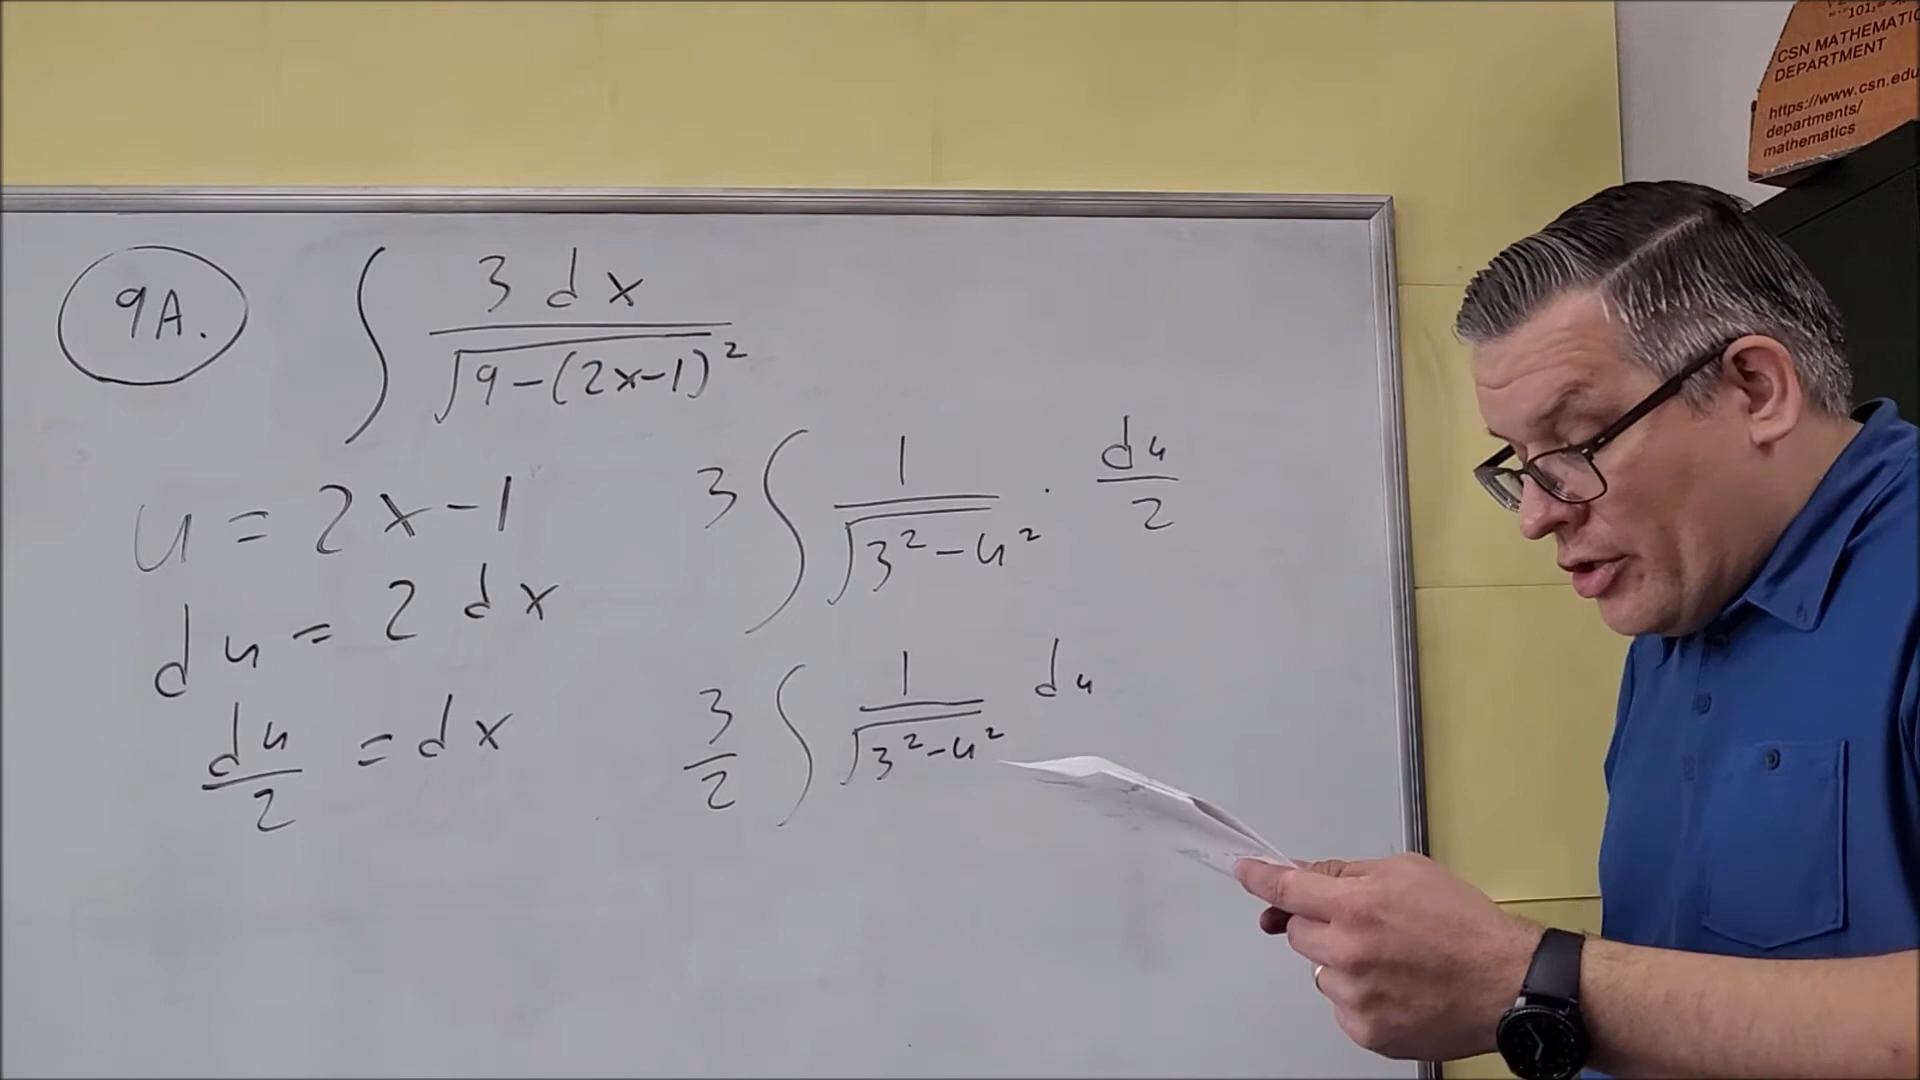 9A. ∫ 3 dx / √9-(2x-1)²
u = 2x-1
du = 2 dx
du/2 = dx
3 ∫ 1/√3²-u² · du/2
3/2 ∫ 1/√3²-u² du
CSN MATHEMATIC
DEPARTMENT
https://www.csn.edu
departments/
mathematics